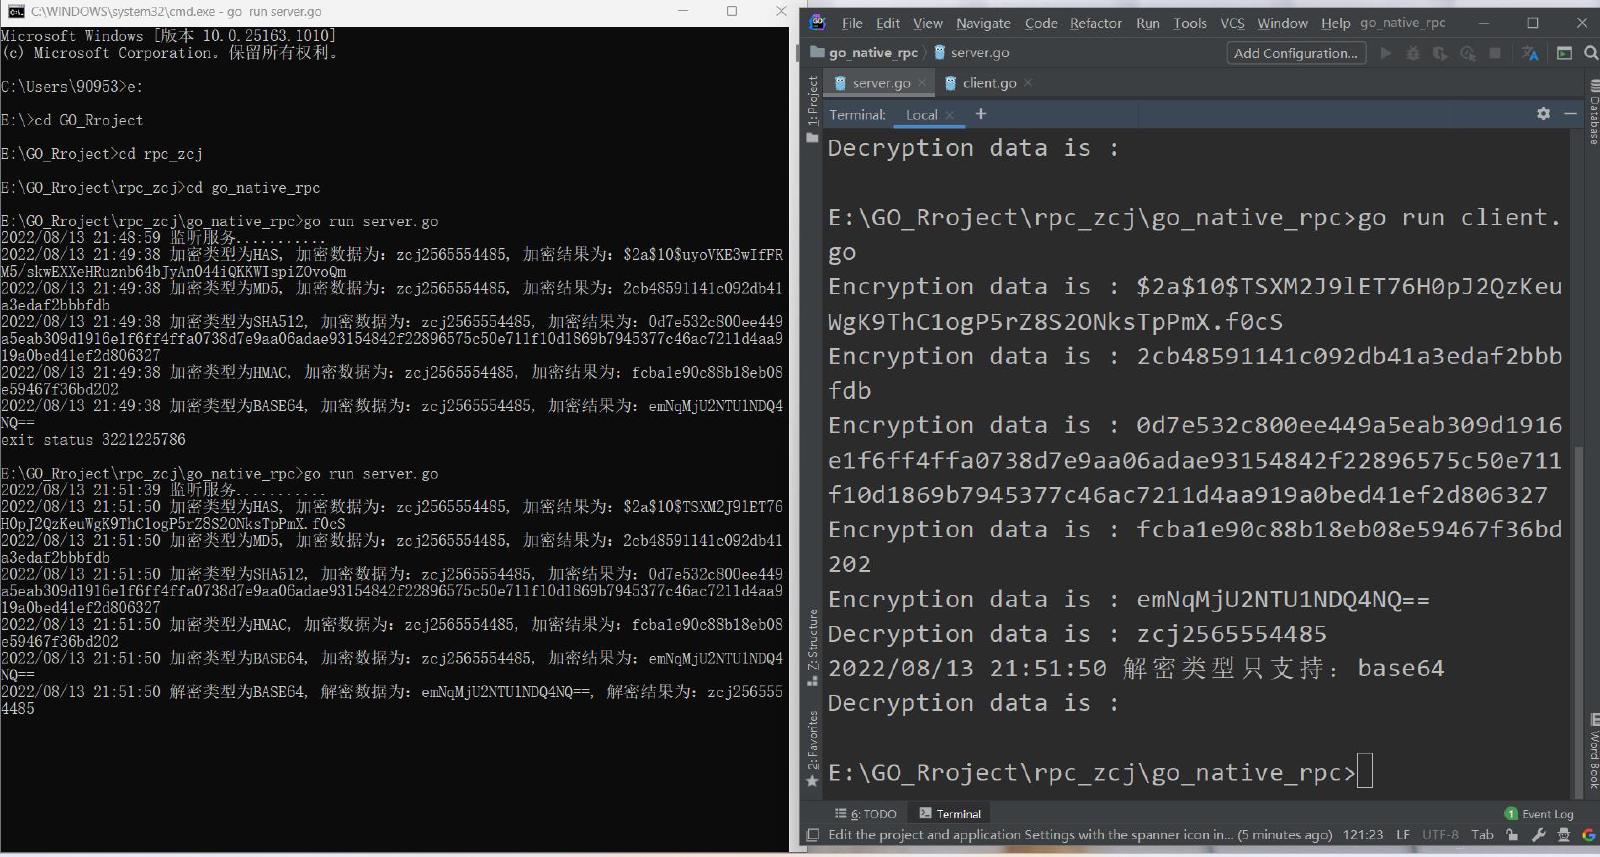 C:\WINDOWS\system32\cmd.exe - go  run server.go
Microsoft Windows [版本 10.0.25163.1010]
(c) Microsoft Corporation。保留所有权利。
C:\Users\90953>e:
E:\>cd GO_Rroject
E:\GO_Rroject>cd rpc_zcj
E:\GO_Rroject\rpc_zcj>cd go_native_rpc
E:\GO_Rroject\rpc_zcj\go_native_rpc>go run server.go
2022/08/13 21:48:59 监听服务...........
2022/08/13 21:49:38 加密类型为HAS, 加密数据为: zcj2565554485, 加密结果为: $2a$10$uyoVKE3wIfFR
M5/skwEXXeHRuznb64bJyAn044iQKKWIspiZOvoQm
2022/08/13 21:49:38 加密类型为MD5, 加密数据为: zcj2565554485, 加密结果为: 2cb48591141c092db41
a3edaf2bbbfdb
2022/08/13 21:49:38 加密类型为SHA512, 加密数据为: zcj2565554485, 加密结果为: 0d7e532c800ee449
a5eab309d1916e1f6ff4ffa0738d7e9aa06adae93154842f22896575c50e711f10d1869b7945377c46ac7211d4aa9
19a0bed41ef2d806327
2022/08/13 21:49:38 加密类型为HMAC, 加密数据为: zcj2565554485, 加密结果为: fcba1e90c88b18eb08
e59467f36bd202
2022/08/13 21:49:38 加密类型为BASE64, 加密数据为: zcj2565554485, 加密结果为: emNqMjU2NTU1NDQ4
NQ==
exit status 3221225786
E:\GO_Rroject\rpc_zcj\go_native_rpc>go run server.go
2022/08/13 21:51:39 监听服务...........
2022/08/13 21:51:50 加密类型为HAS, 加密数据为: zcj2565554485, 加密结果为: $2a$10$TSXM2J9lET76
H0pJ2QzKeuWgK9ThC1ogP5rZ8S2ONksTpPmX.f0cS
2022/08/13 21:51:50 加密类型为MD5, 加密数据为: zcj2565554485, 加密结果为: 2cb48591141c092db41
a3edaf2bbbfdb
2022/08/13 21:51:50 加密类型为SHA512, 加密数据为: zcj2565554485, 加密结果为: 0d7e532c800ee449
a5eab309d1916e1f6ff4ffa0738d7e9aa06adae93154842f22896575c50e711f10d1869b7945377c46ac7211d4aa9
19a0bed41ef2d806327
2022/08/13 21:51:50 加密类型为HMAC, 加密数据为: zcj2565554485, 加密结果为: fcba1e90c88b18eb08
e59467f36bd202
2022/08/13 21:51:50 加密类型为BASE64, 加密数据为: zcj2565554485, 加密结果为: emNqMjU2NTU1NDQ4
NQ==
2022/08/13 21:51:50 解密类型为BASE64, 解密数据为: emNqMjU2NTU1NDQ4NQ==, 解密结果为: zcj256555
4485
GO File Edit View Navigate Code Refactor Run Tools VCS Window Help go_native_rpc
go_native_rpc server.go Add Configuration...
server.go client.go
Terminal: Local +
1: Project
Database
Decryption data is :
E:\GO_Rroject\rpc_zcj\go_native_rpc>go run client.
go
Encryption data is : $2a$10$TSXM2J9lET76H0pJ2QzKeu
WgK9ThC1ogP5rZ8S2ONksTpPmX.f0cS
Encryption data is : 2cb48591141c092db41a3edaf2bbb
fdb
Encryption data is : 0d7e532c800ee449a5eab309d1916
e1f6ff4ffa0738d7e9aa06adae93154842f22896575c50e711
f10d1869b7945377c46ac7211d4aa919a0bed41ef2d806327
Encryption data is : fcba1e90c88b18eb08e59467f36bd
202
Encryption data is : emNqMjU2NTU1NDQ4NQ==
Decryption data is : zcj2565554485
2022/08/13 21:51:50 解密类型只支持: base64
Decryption data is :
E:\GO_Rroject\rpc_zcj\go_native_rpc>
Z: Structure
2: Favorites
Word Book
6: TODO Terminal 1 Event Log
Edit the project and application Settings with the spanner icon in... (5 minutes ago) 121:23 LF UTF-8 Tab